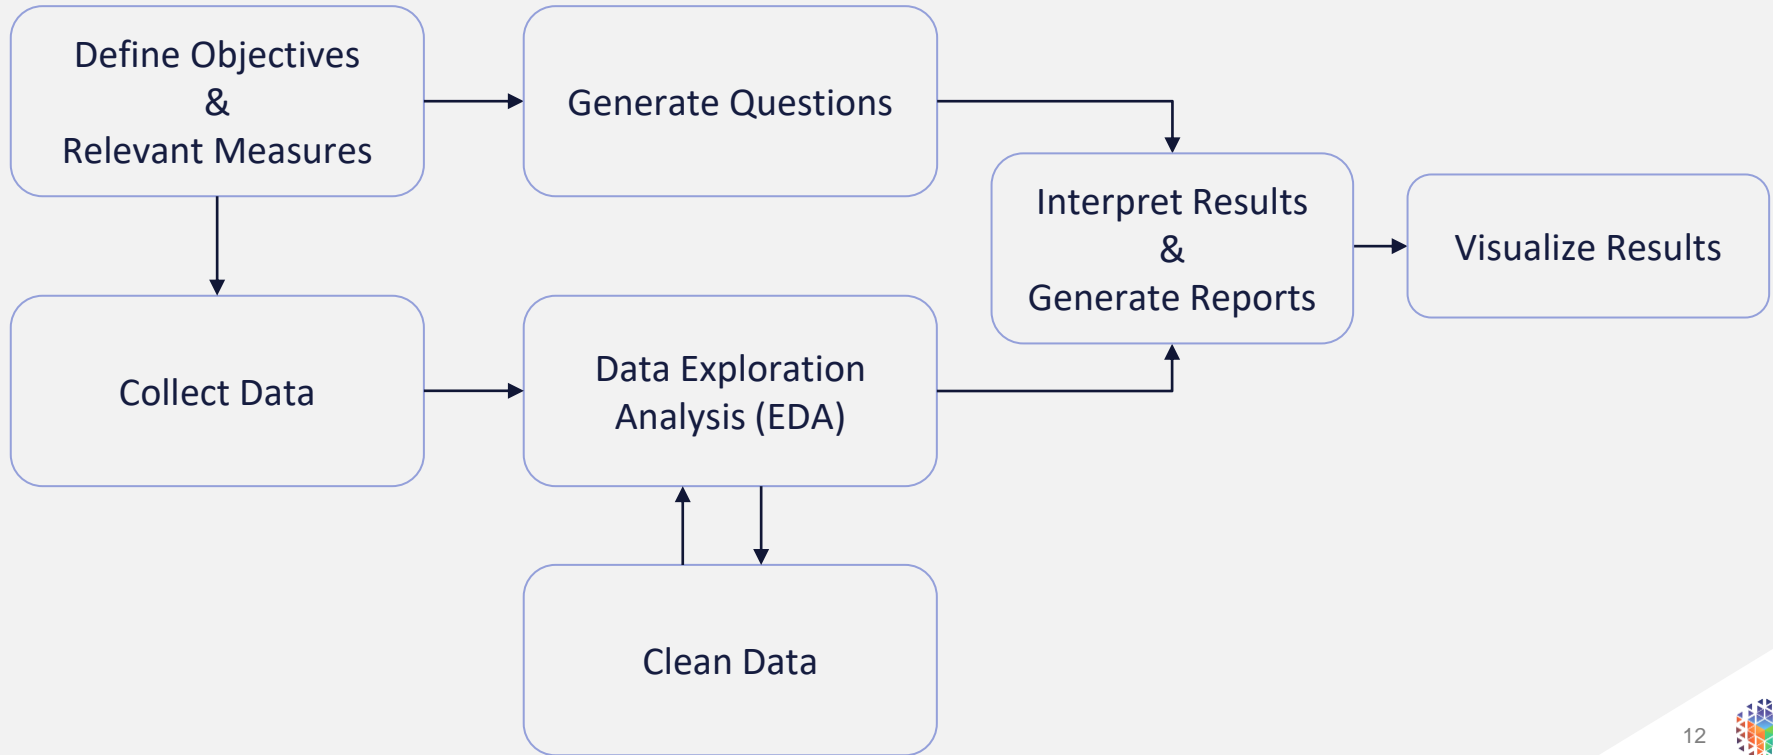 Define Objectives
&
Relevant Measures
Generate Questions
Interpret Results
&
Generate Reports
Visualize Results
Collect Data
Data Exploration
Analysis (EDA)
Clean Data
12